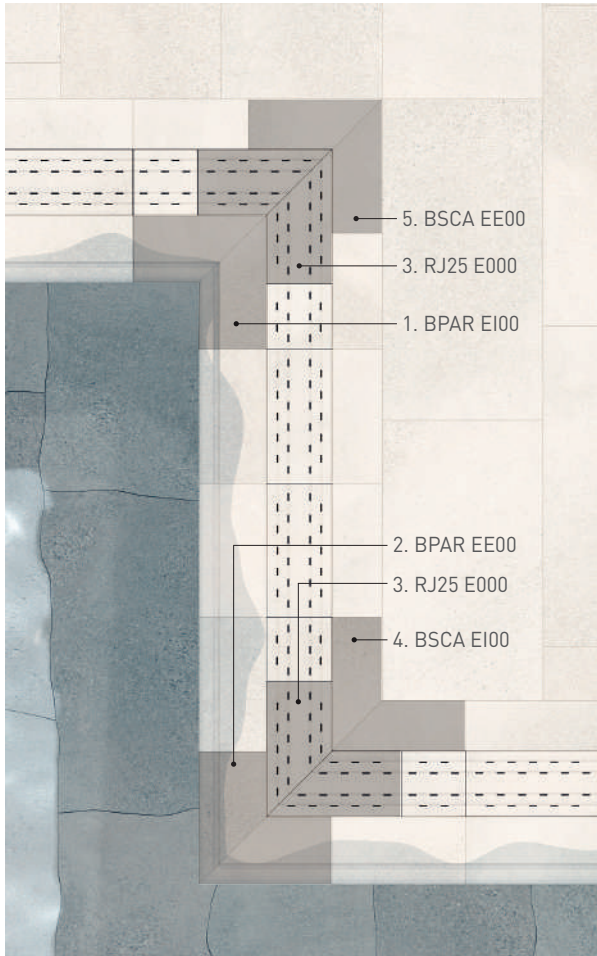 5. BSCA EE00
3. RJ25 E000
1. BPAR EI00
2. BPAR EE00
3. RJ25 E000
4. BSCA EI00